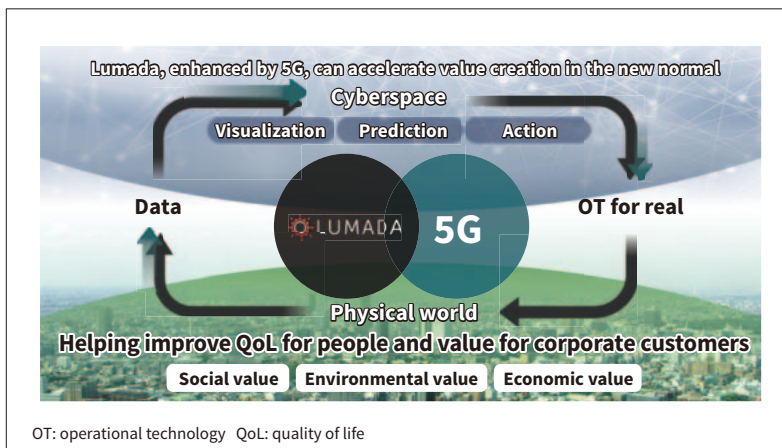 Lumada, enhanced by 5G, can accelerate value creation in the new normal
Cyberspace
Visualization Prediction Action
Data
LUMADA
5G
OT for real
Physical world
Helping improve QoL for people and value for corporate customers
Social value Environmental value Economic value
OT: operational technology QoL: quality of life